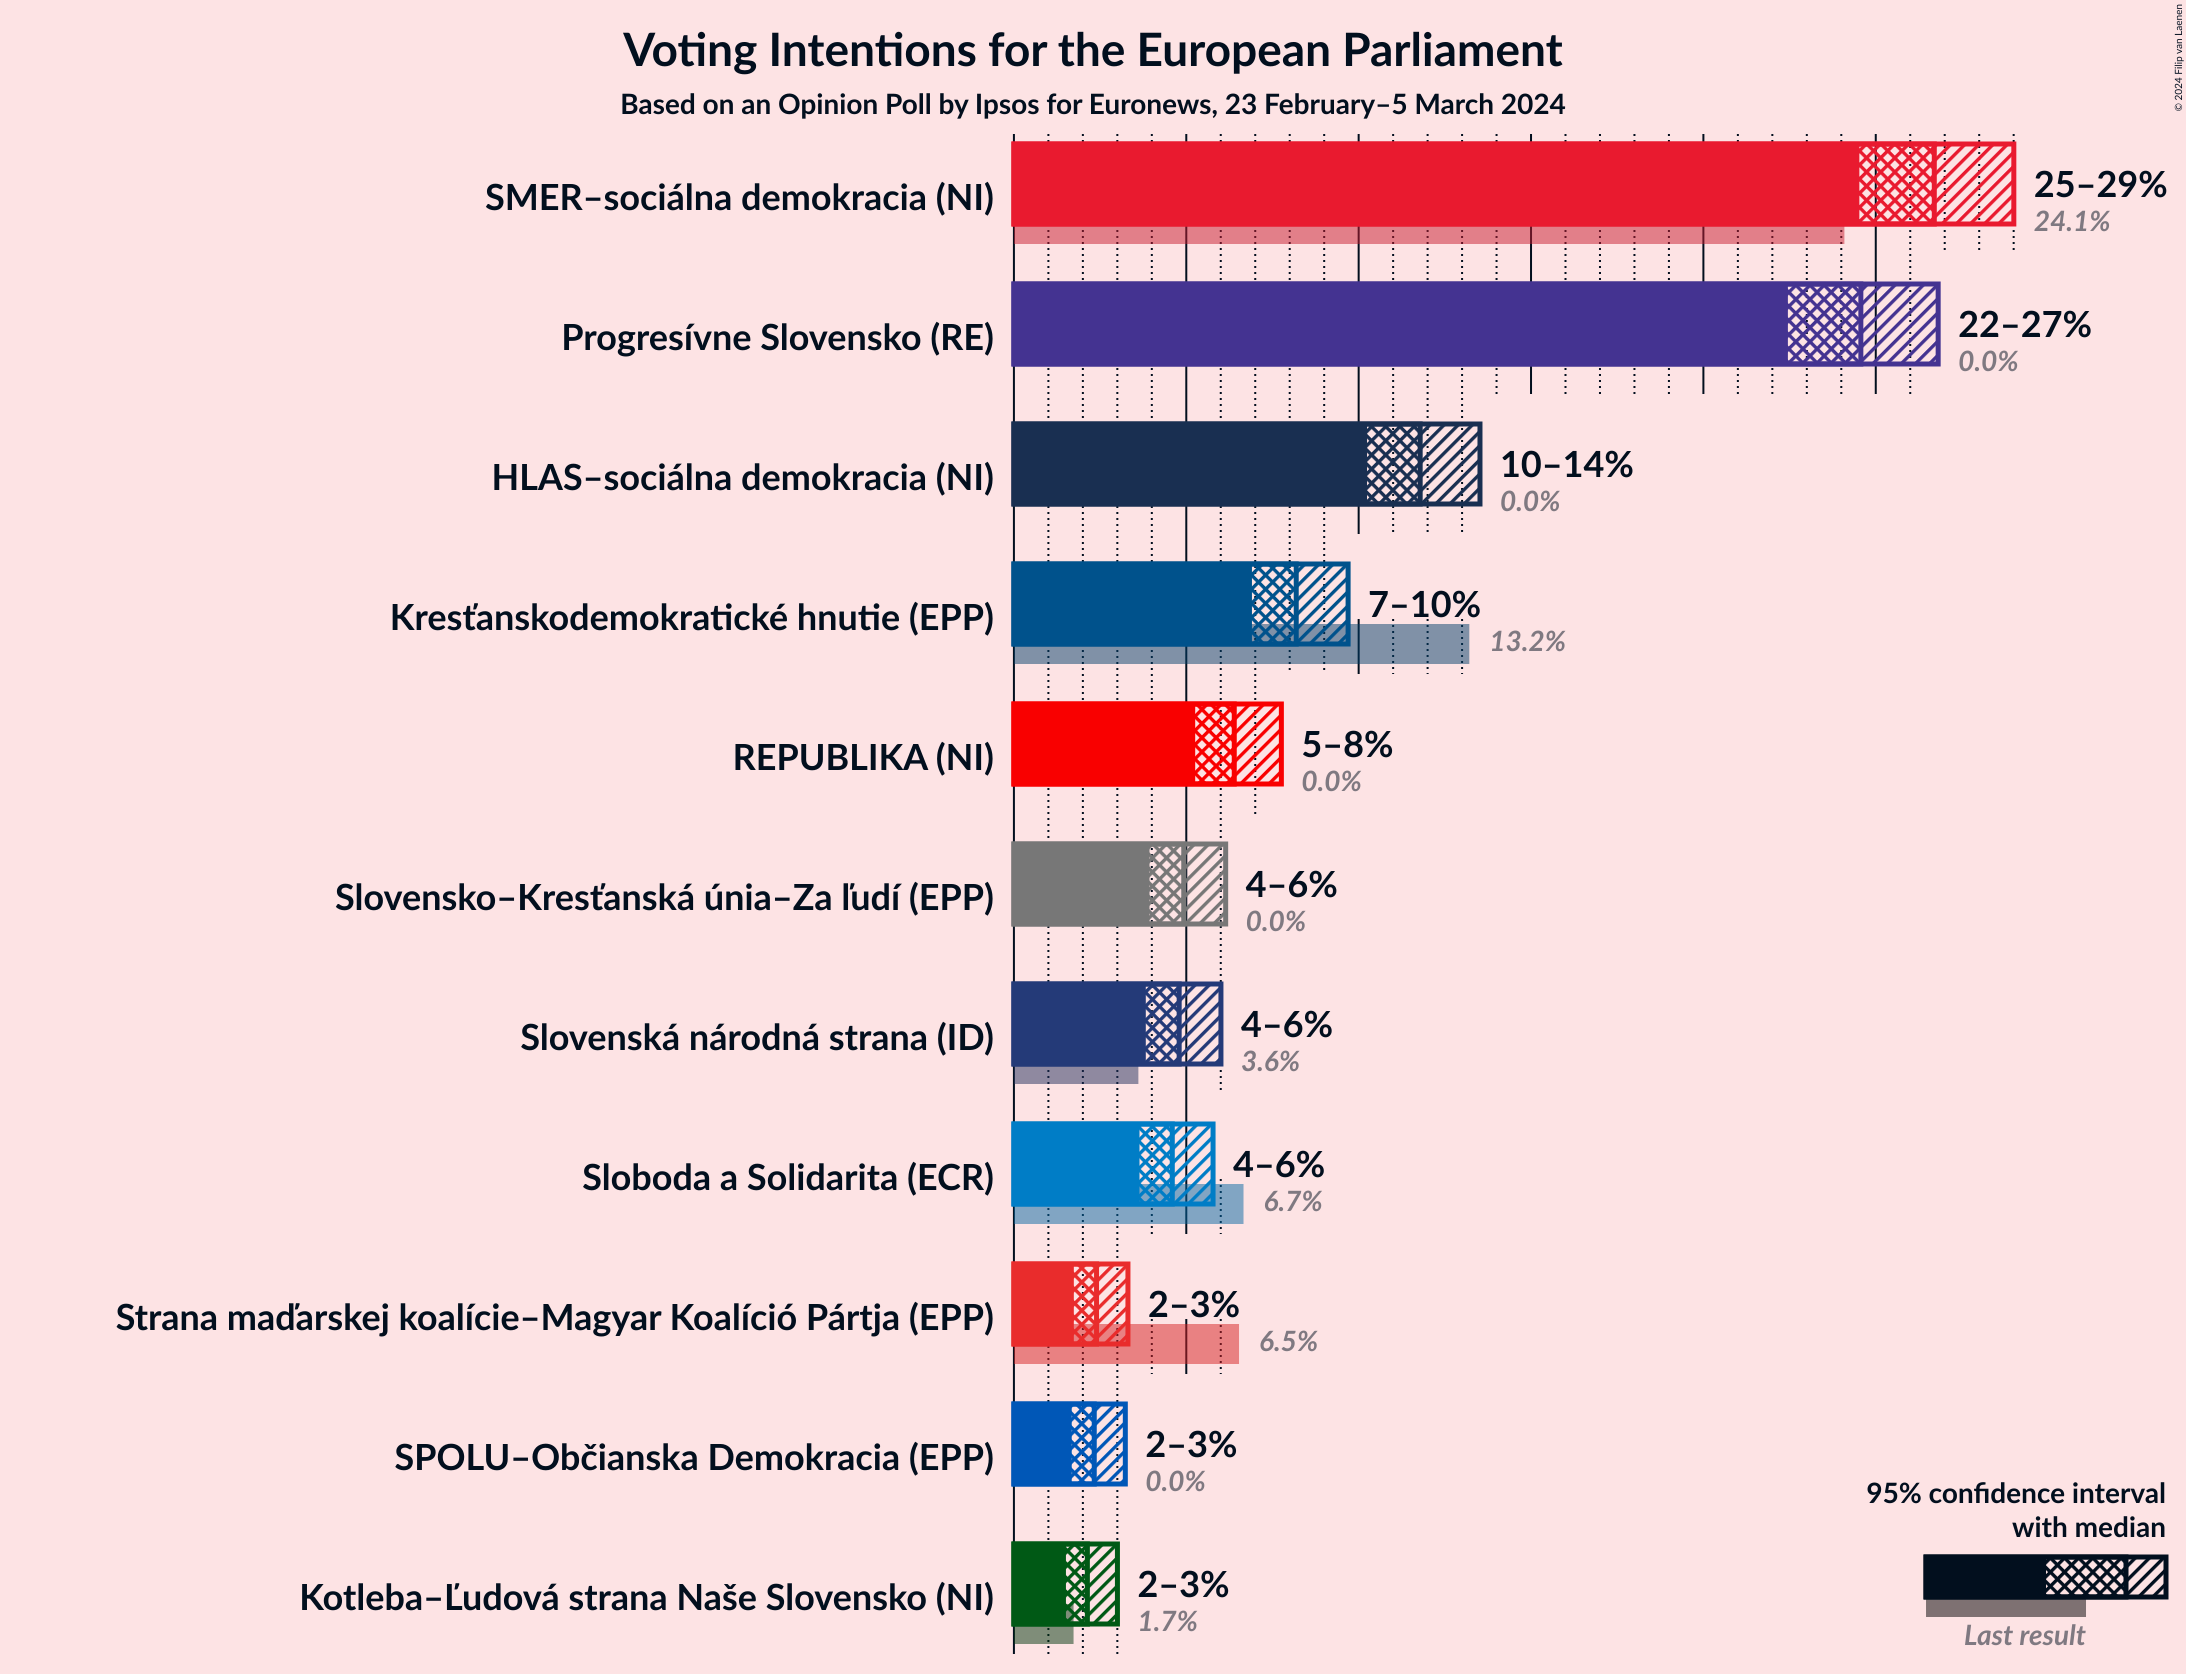 Voting Intentions for the European Parliament
Based on an Opinion Poll by Ipsos for Euronews, 23 February–5 March 2024
© 2024 Filip van Laenen
SMER–sociálna demokracia (NI)
25–29%
24.1%
Progresívne Slovensko (RE)
22–27%
0.0%
HLAS–sociálna demokracia (NI)
10–14%
0.0%
Kresťanskodemokratické hnutie (EPP)
7–10%
13.2%
REPUBLIKA (NI)
5–8%
0.0%
Slovensko–Kresťanská únia–Za ľudí (EPP)
4–6%
0.0%
Slovenská národná strana (ID)
4–6%
3.6%
Sloboda a Solidarita (ECR)
4–6%
6.7%
Strana maďarskej koalície–Magyar Koalíció Pártja (EPP)
2–3%
6.5%
SPOLU–Občianska Demokracia (EPP)
2–3%
0.0%
Kotleba–Ľudová strana Naše Slovensko (NI)
2–3%
1.7%
95% confidence interval
with median
Last result